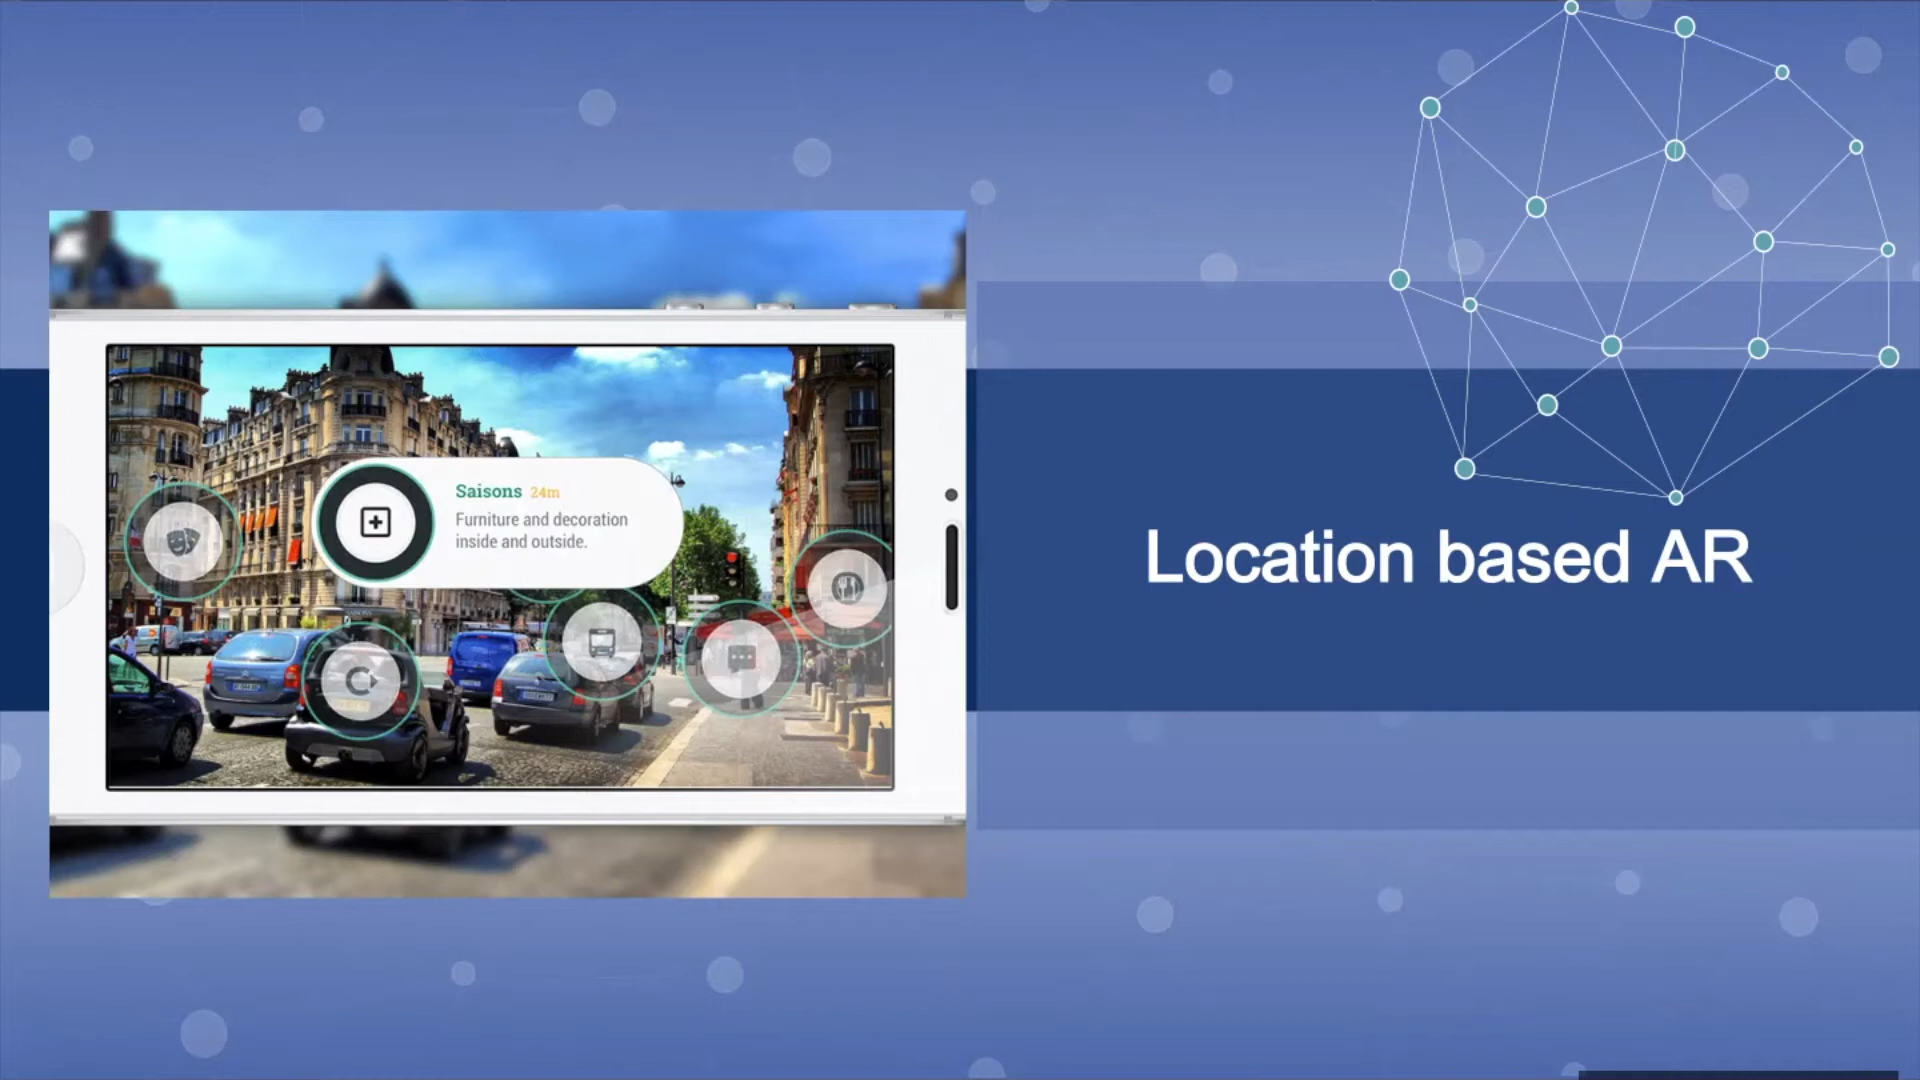 Saisons 24m
Furniture and decoration
inside and outside.
Location based AR